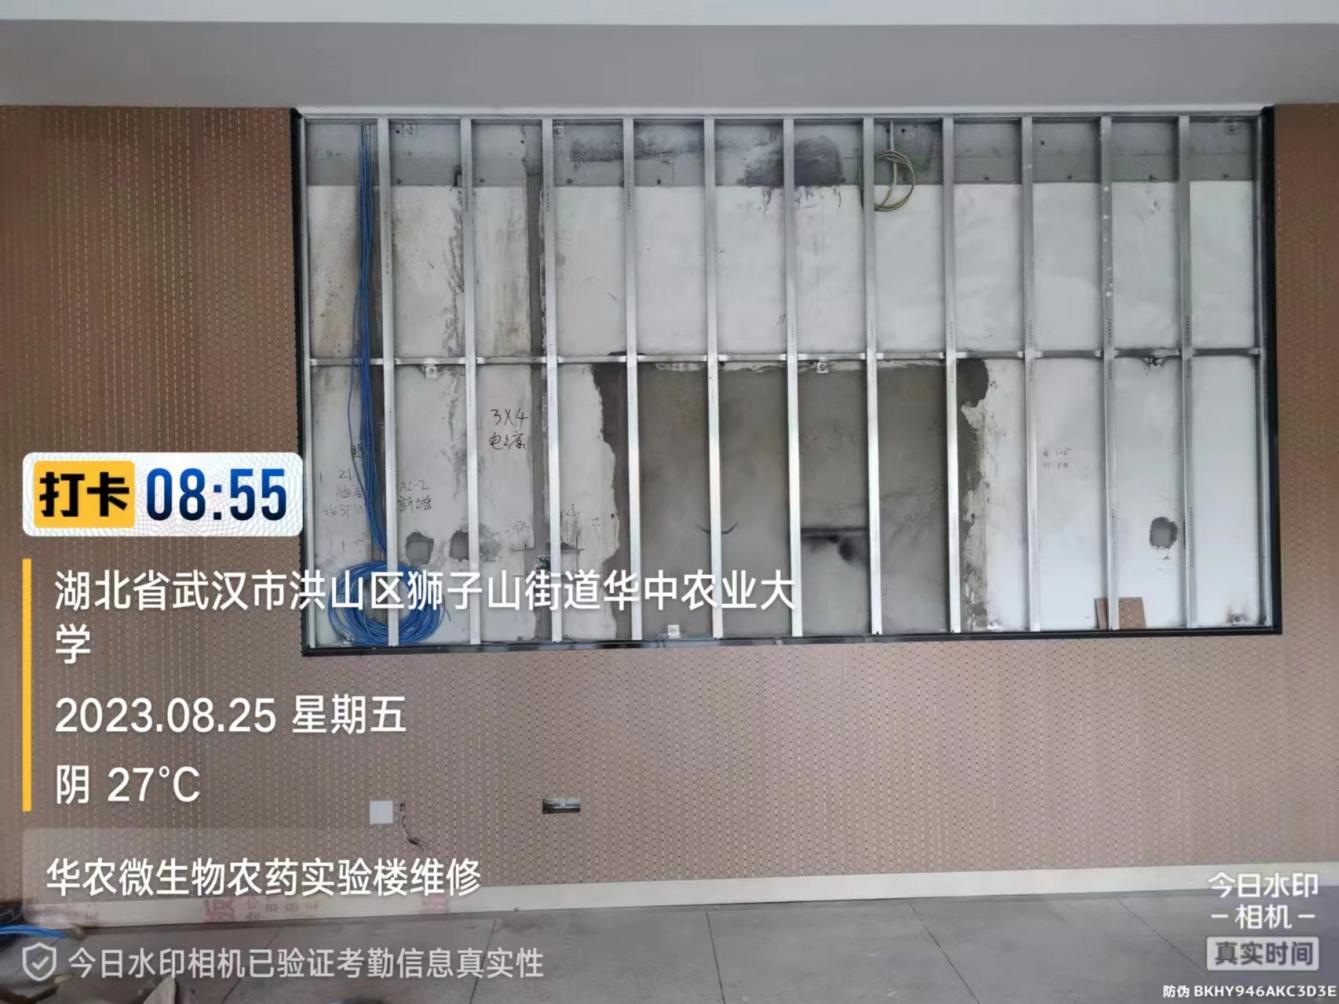 3X4
打卡 08:55
湖北省武汉市洪山区狮子山街道华中农业大
学
2023.08.25 星期五
阴 27°C
华农微生物农药实验楼维修
今日水印相机已验证考勤信息真实性
今日水印
-相机-
真实时间
防伪 BKHY946AKC3D3E